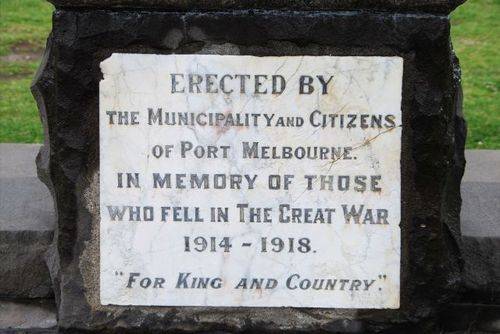 ERECTED BY
THE MUNICIPALITY AND CITIZENS
OF PORT MELBOURNE.
IN MEMORY OF THOSE
WHO FELL IN THE GREAT WAR
1914 - 1918.
"FOR KING AND COUNTRY".